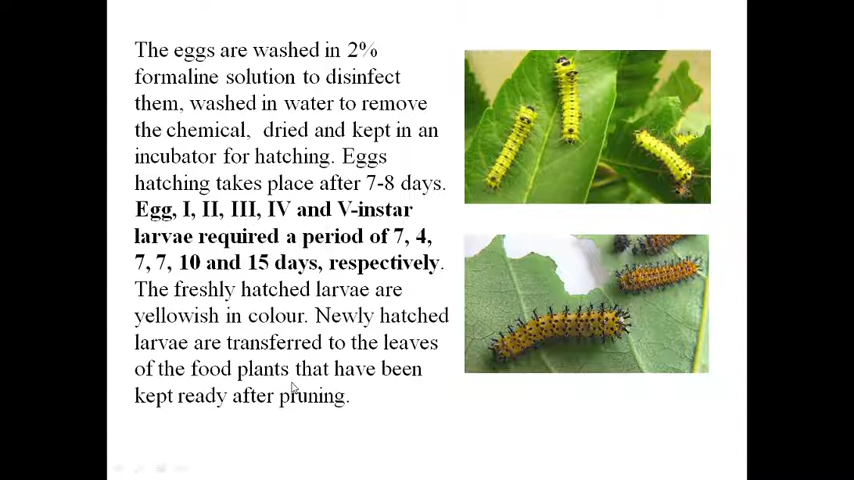 The eggs are washed in 2%
formaline solution to disinfect
them, washed in water to remove
the chemical, dried and kept in an
incubator for hatching. Eggs
hatching takes place after 7-8 days.
Egg, I, II, III, IV and V-instar
larvae required a period of 7, 4,
7, 7, 10 and 15 days, respectively.
The freshly hatched larvae are
yellowish in colour. Newly hatched
larvae are transferred to the leaves
of the food plants that have been
kept ready after pruning.